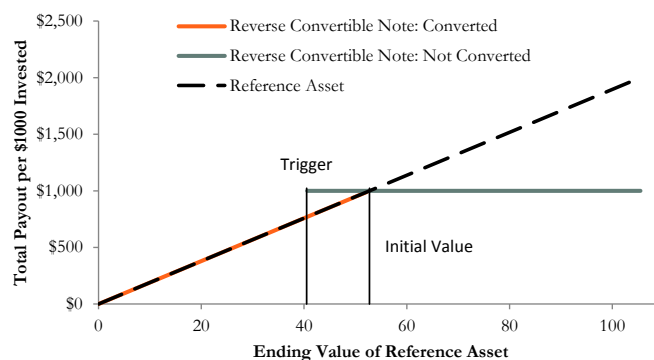 Total Payout per $1000 Invested
$2,500
$2,000
$1,500
$1,000
$500
$0
Reverse Convertible Note: Converted
Reverse Convertible Note: Not Converted
Reference Asset
Trigger
Initial Value
0 20 40 60 80 100
Ending Value of Reference Asset